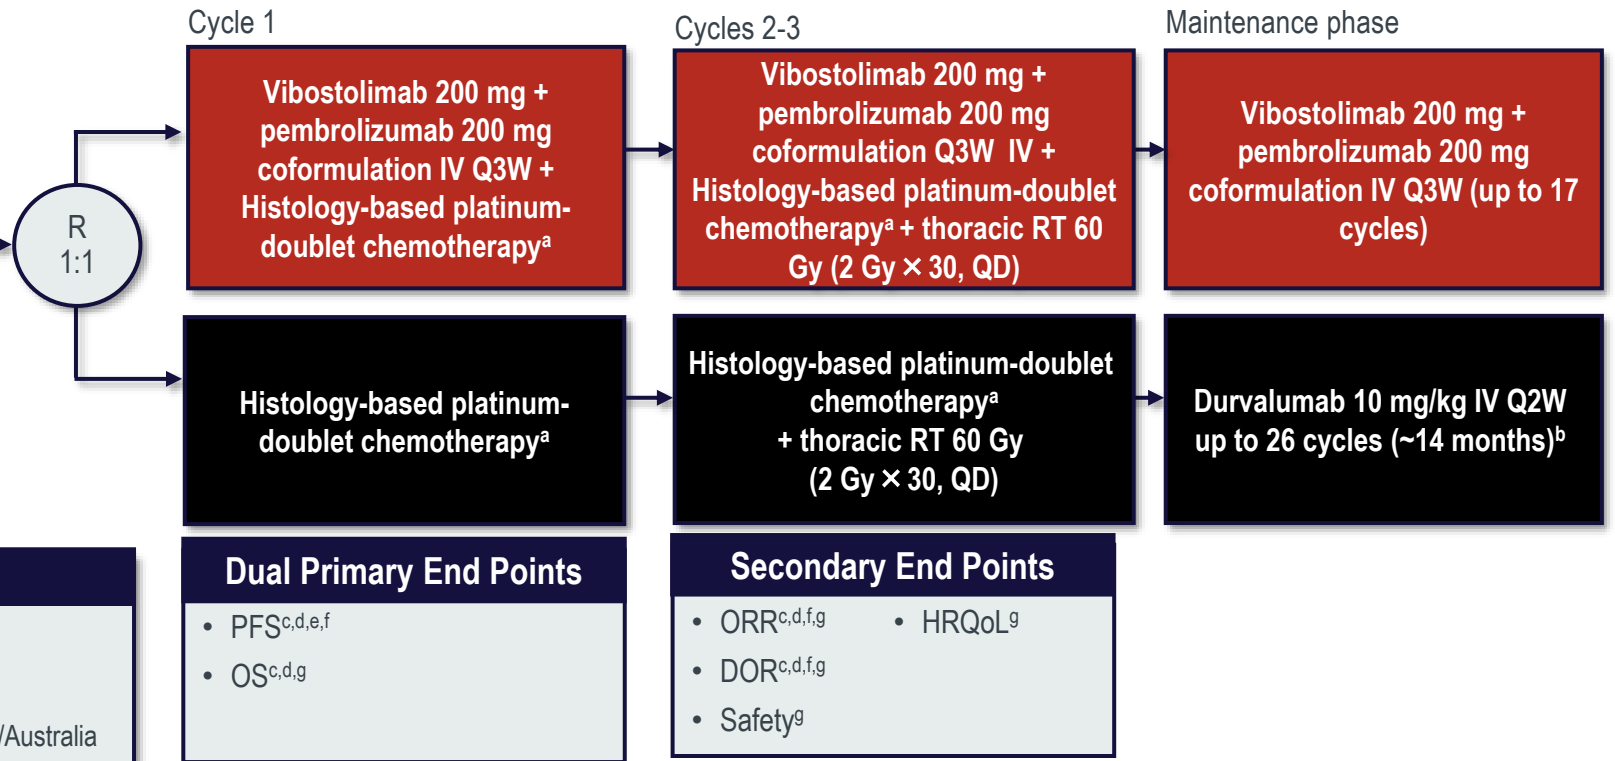 Cycle 1
Cycles 2-3
Maintenance phase
R
1:1
Vibostolimab 200 mg +
pembrolizumab 200 mg
coformulation IV Q3W +
Histology-based platinum-
doublet chemotherapyᵃ
Vibostolimab 200 mg +
pembrolizumab 200 mg
coformulation Q3W IV +
Histology-based platinum-doublet
chemotherapyᵃ + thoracic RT 60
Gy (2 Gy × 30, QD)
Vibostolimab 200 mg +
pembrolizumab 200 mg
coformulation IV Q3W (up to 17
cycles)
Histology-based platinum-
doublet chemotherapyᵃ
Histology-based platinum-doublet
chemotherapyᵃ
+ thoracic RT 60 Gy
(2 Gy × 30, QD)
Durvalumab 10 mg/kg IV Q2W
up to 26 cycles (~14 months)ᵇ
/Australia
Dual Primary End Points
• PFSᶜ,ᵈ,ᵉ,ᶠ
• OSᶜ,ᵈ,ᵍ
Secondary End Points
• ORRᶜ,ᵈ,ᶠ,ᵍ
• DORᶜ,ᵈ,ᶠ,ᵍ
• Safetyᵍ
• HRQoLᵍ